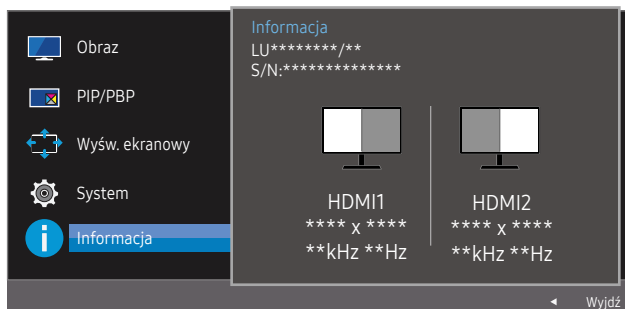 Obraz
PIP/PBP
Wyśw. ekranowy
System
Informacja
Informacja
LU********/**
S/N:**************
HDMI1
**** x ****
**kHz **Hz
HDMI2
**** x ****
**kHz **Hz
Wyjdź